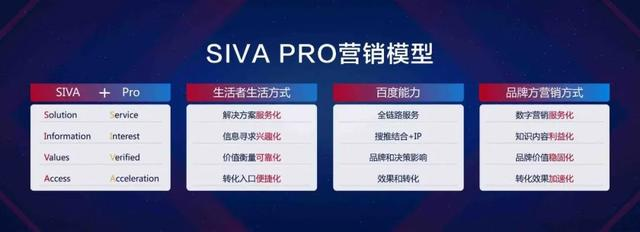 SIVA PRO营销模型
SIVA + Pro
Solution Service
Information Interest
Values Verified
Access Acceleration
生活者生活方式
解决方案服务化
信息寻求兴趣化
价值衡量可靠化
转化入口便捷化
百度能力
全链路服务
搜推结合+IP
品牌和决策影响
效果和转化
品牌方营销方式
数字营销服务化
知识内容利益化
品牌价值稳固化
转化效果加速化